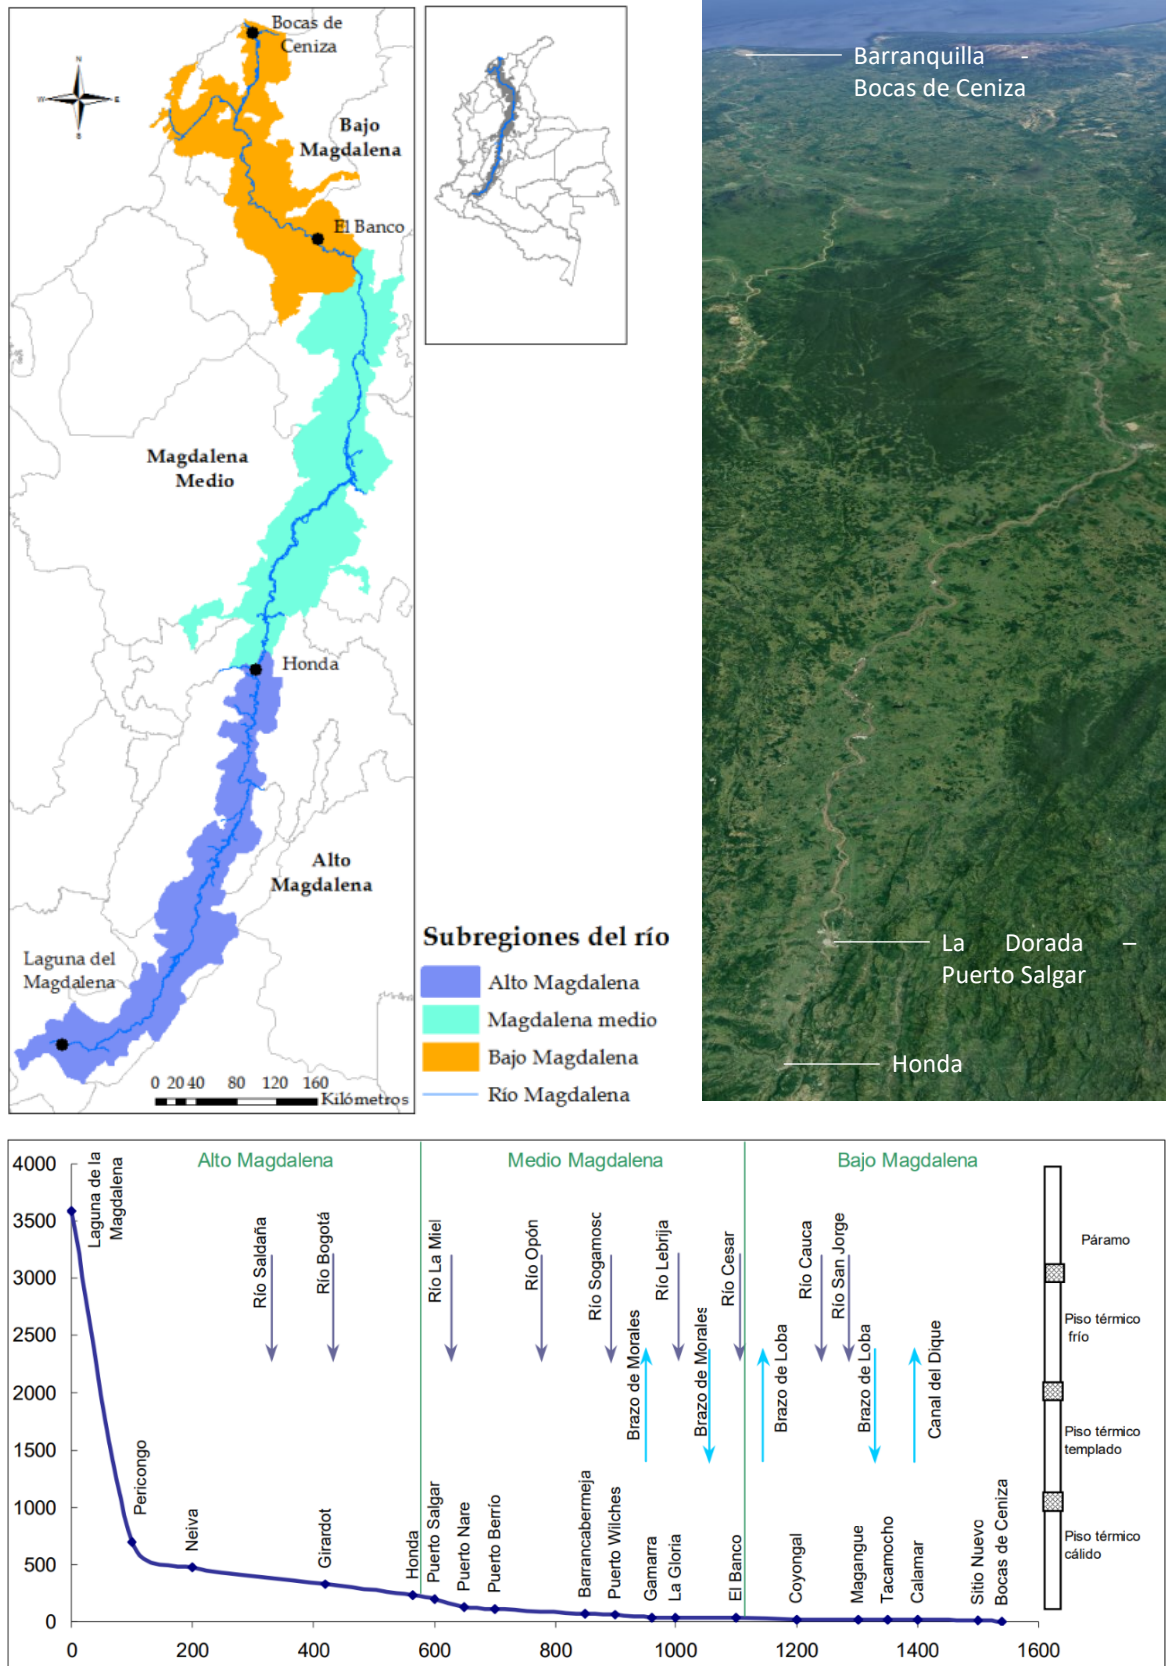 Bocas de
Ceniza
N
W
E
S
Bajo
Magdalena
El Banco
Magdalena
Medio
Honda
Alto
Magdalena
Laguna del
Magdalena
0 20 40 80 120 160
Kilómetros
Subregiones del río
Alto Magdalena
Magdalena medio
Bajo Magdalena
Río Magdalena
Barranquilla -
Bocas de Ceniza
La Dorada –
Puerto Salgar
Honda
Alto Magdalena
Medio Magdalena
Bajo Magdalena
4000
3500
3000
2500
2000
1500
1000
500
0
Laguna de la
Magdalena
Río Saldaña
Río Bogotá
Río La Miel
Río Opón
Río Sogamoso
Río Lebrija
Río Cesar
Río Cauca
Río San Jorge
Brazo de Morales
Brazo de Morales
Brazo de Loba
Brazo de Loba
Canal del Dique
Pericongo
Neiva
Girardot
Honda
Puerto Salgar
Puerto Nare
Puerto Berrío
Barrancabermeja
Puerto Wilches
Gamarra
La Gloria
El Banco
Coyongal
Magangue
Tacamocho
Calamar
Sitio Nuevo
Bocas de Ceniza
Páramo
Piso térmico
frío
Piso térmico
templado
Piso térmico
cálido
0 200 400 600 800 1000 1200 1400 1600